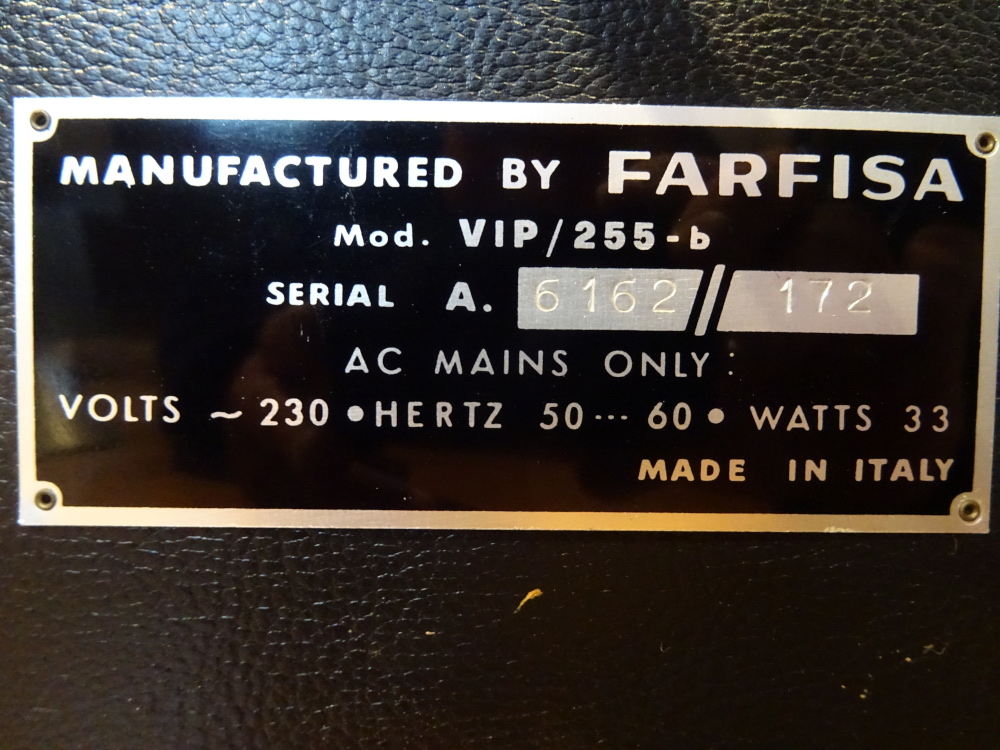 MANUFACTURED BY FARFISA
Mod. VIP/255-b
SERIAL A. 6162//172
AC MAINS ONLY:
VOLTS ~ 230 • HERTZ 50··· 60 • WATTS 33
MADE IN ITALY